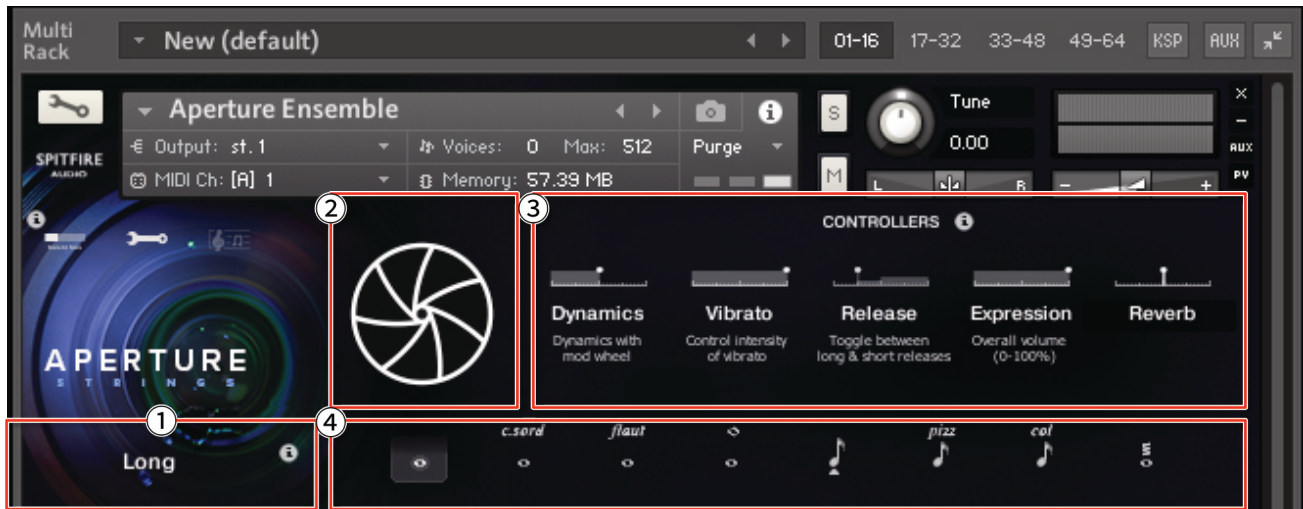 Multi
Rack
New (default)
01-16 17-32 33-48 49-64 KSP AUX
Aperture Ensemble
S
Tune
0.00
X
–
AUX
PV
SPITFIRE
AUDIO
Output: st.1
Voices: 0 Max: 512
Purge
MIDI Ch: [A] 1
Memory: 57.39 MB
M
L R
– +
2
3
CONTROLLERS
Dynamics
Dynamics with
mod wheel
Vibrato
Control intensity
of vibrato
Release
Toggle between
long & short releases
Expression
Overall volume
(0-100%)
Reverb
APERTURE
STRINGS
1
Long
4
c.sord flaut pizz col